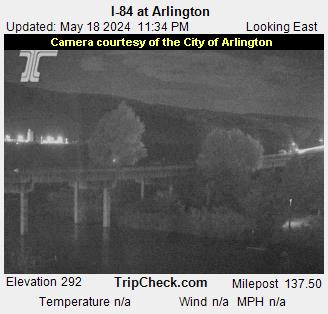 I-84 at Arlington
Updated: May 18 2024 11:34 PM Looking East
Camera courtesy of the City of Arlington
Elevation 292 TripCheck.com Milepost 137.50
Temperature n/a Wind n/a MPH n/a